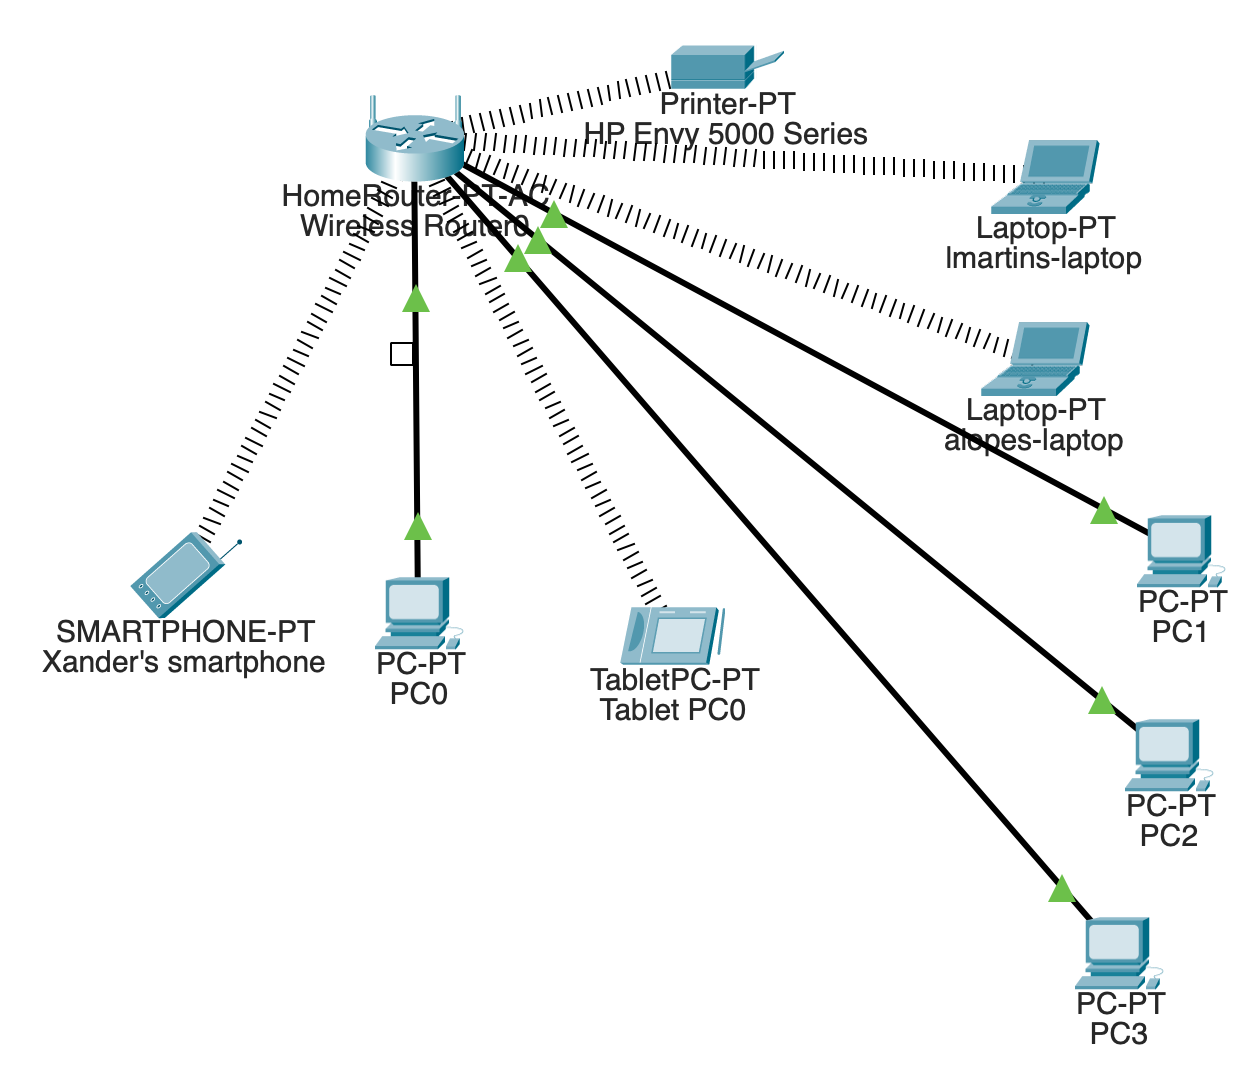 Printer-PT
HP Envy 5000 Series
HomeRouter-PT-AC
Wireless Router0
Laptop-PT
lmartins-laptop
Laptop-PT
alopes-laptop
PC-PT
PC1
SMARTPHONE-PT
Xander's smartphone
PC-PT
PC0
TabletPC-PT
Tablet PC0
PC-PT
PC2
PC-PT
PC3